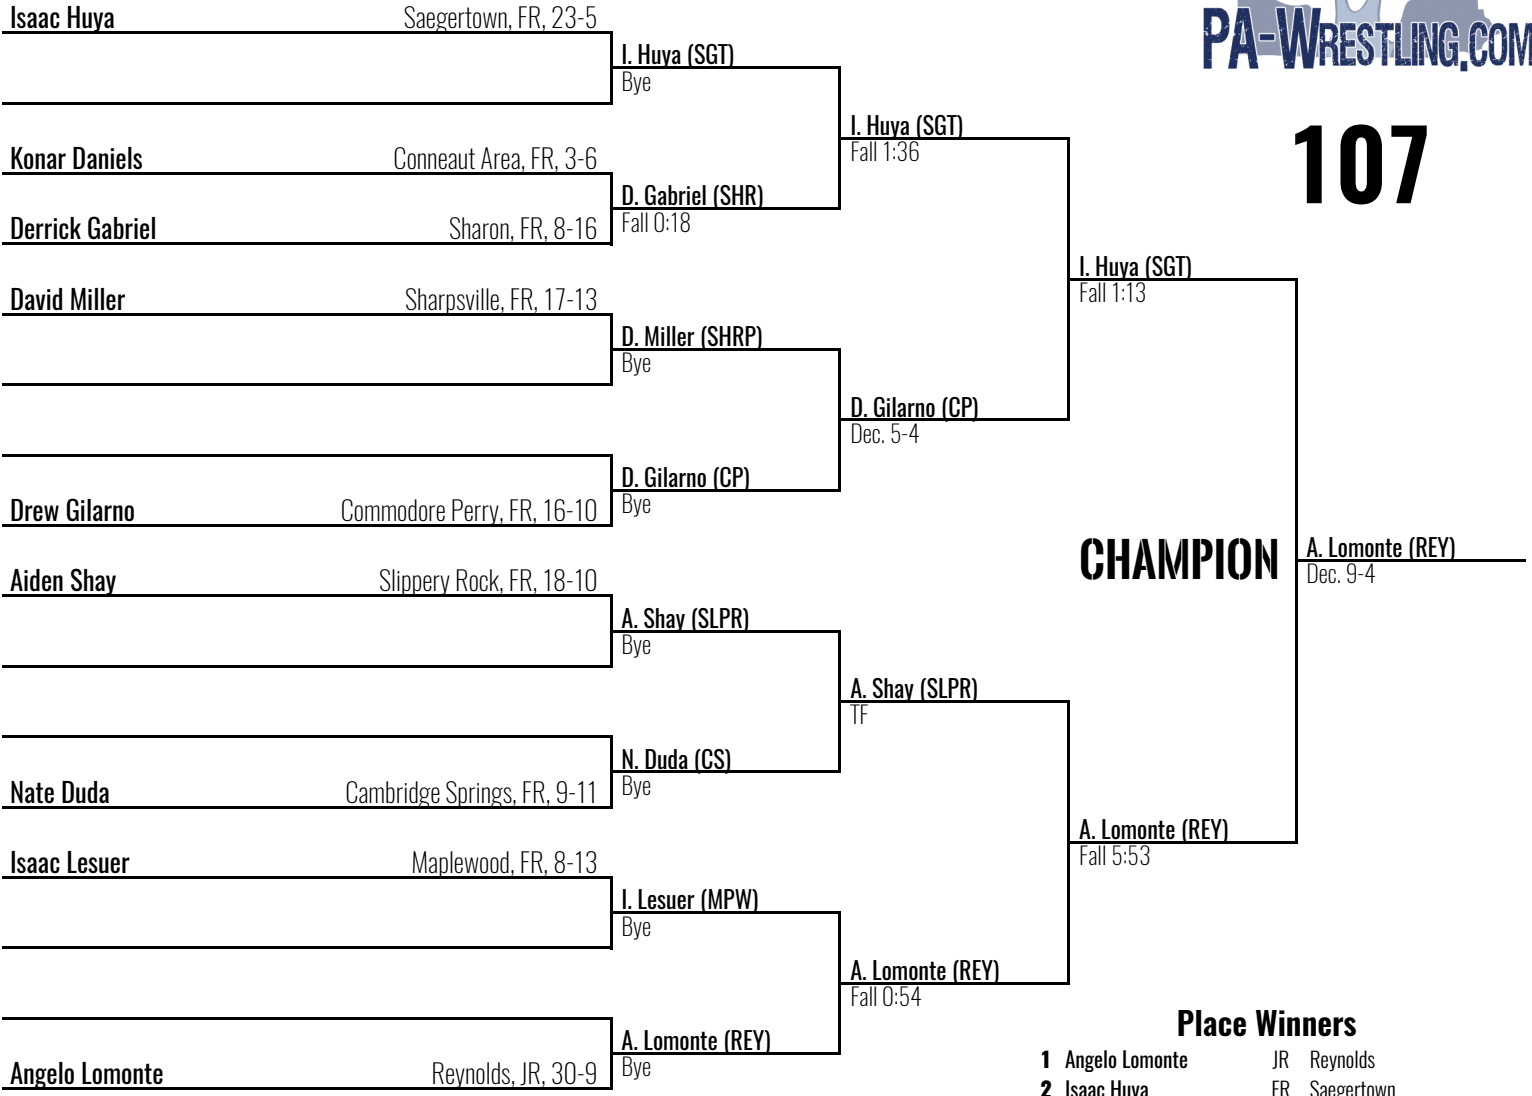 Isaac Huya Saegertown, FR, 23-5
PA-WRESTLING.COM
I. Huya (SGT)
Bye
107
I. Huya (SGT)
Fall 1:36
Konar Daniels Conneaut Area, FR, 3-6
D. Gabriel (SHR)
Fall 0:18
Derrick Gabriel Sharon, FR, 8-16
I. Huya (SGT)
Fall 1:13
David Miller Sharpsville, FR, 17-13
D. Miller (SHRP)
Bye
D. Gilarno (CP)
Dec. 5-4
D. Gilarno (CP)
Bye
Drew Gilarno Commodore Perry, FR, 16-10
CHAMPION
A. Lomonte (REY)
Dec. 9-4
Aiden Shay Slippery Rock, FR, 18-10
A. Shay (SLPR)
Bye
A. Shay (SLPR)
TF
N. Duda (CS)
Bye
Nate Duda Cambridge Springs, FR, 9-11
A. Lomonte (REY)
Fall 5:53
Isaac Lesuer Maplewood, FR, 8-13
I. Lesuer (MPW)
Bye
A. Lomonte (REY)
Fall 0:54
A. Lomonte (REY)
Bye
Angelo Lomonte Reynolds, JR, 30-9
Place Winners
1 Angelo Lomonte JR Reynolds
2 Isaac Huya FR Saegertown